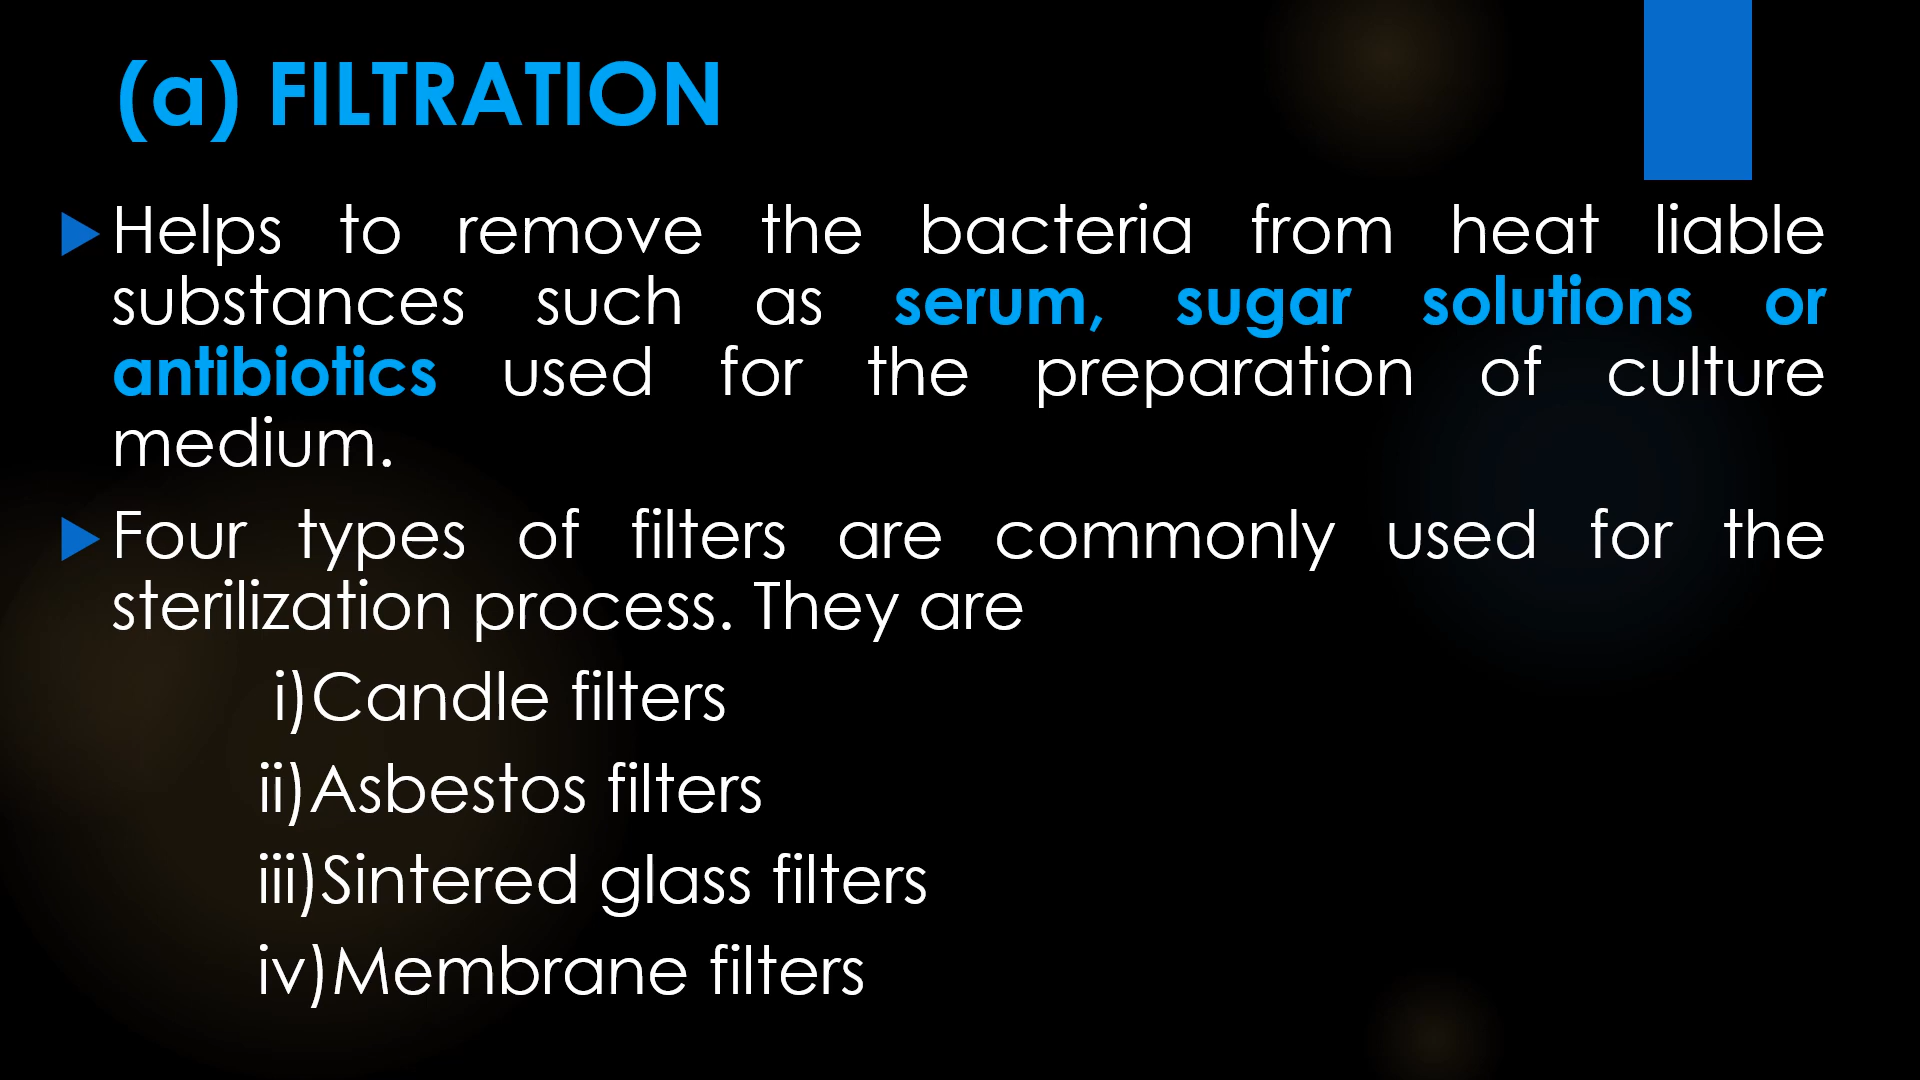 (a) FILTRATION
Helps to remove the bacteria from heat liable
substances such as serum, sugar solutions or
antibiotics used for the preparation of culture
medium.
Four types of filters are commonly used for the
sterilization process. They are
i)Candle filters
ii)Asbestos filters
iii)Sintered glass filters
iv)Membrane filters